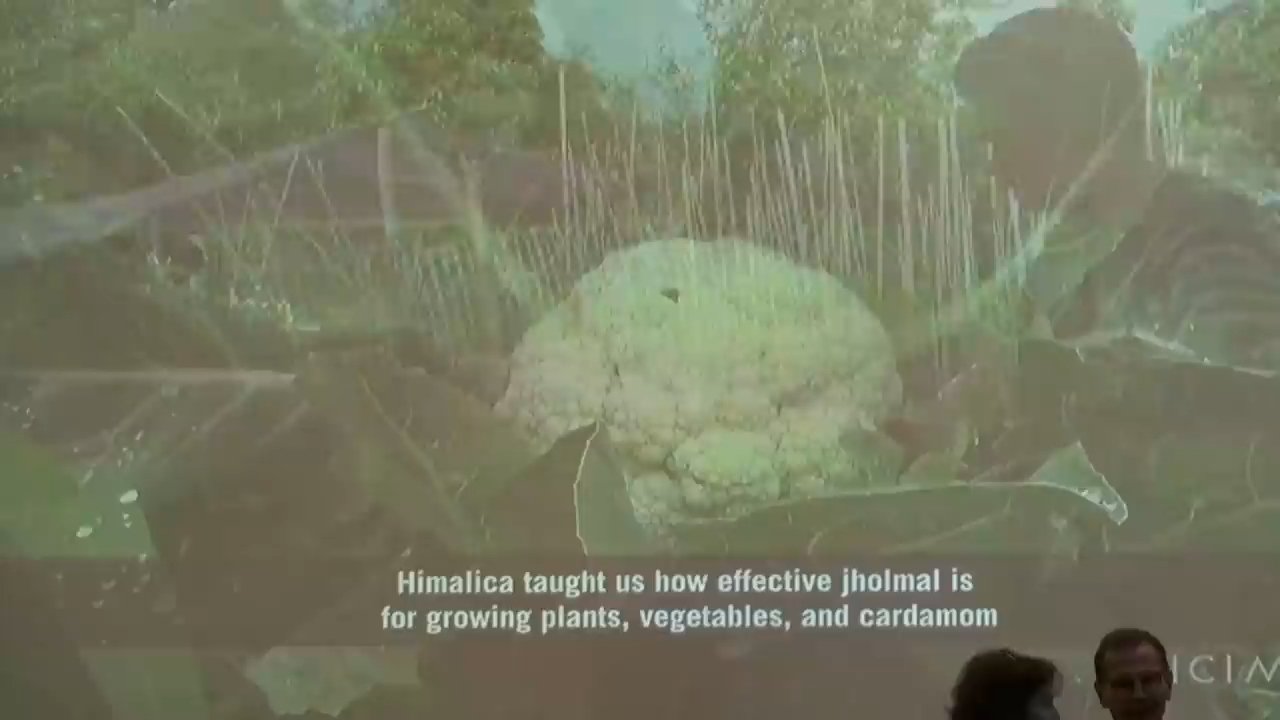 Himalica taught us how effective jholmal is
for growing plants, vegetables, and cardamom